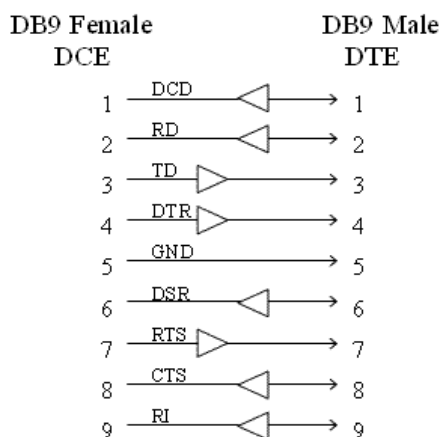 DB9 Female DB9 Male
DCE DTE
1 DCD 1
2 RD 2
3 TD 3
4 DTR 4
5 GND 5
6 DSR 6
7 RTS 7
8 CTS 8
9 RI 9